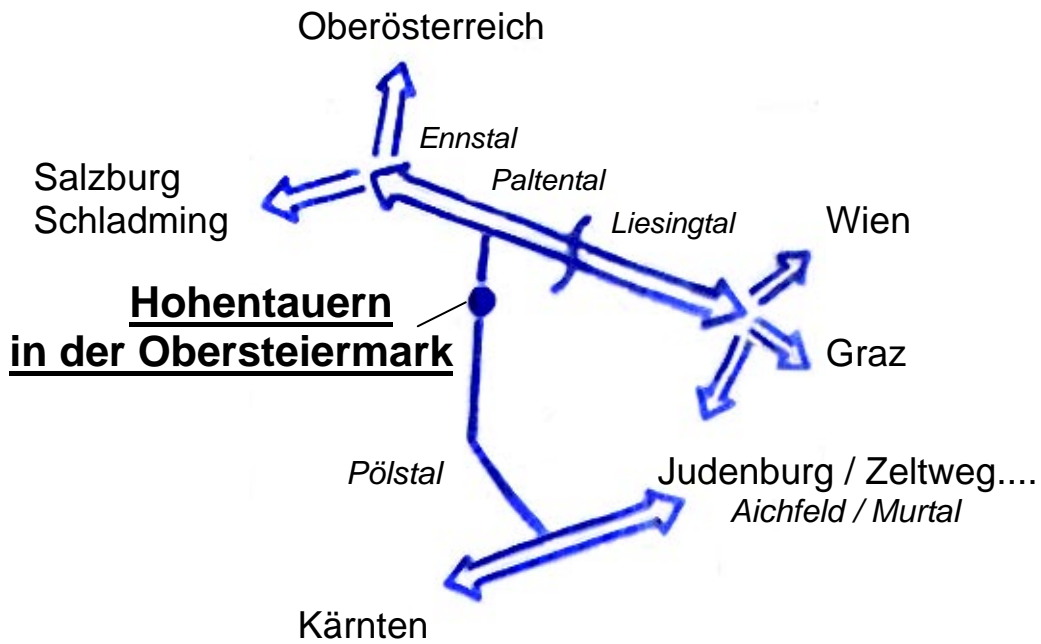 Oberösterreich
Ennstal
Salzburg
Schladming
Paltental
Liesingtal
Wien
Hohentauern
in der Obersteiermark
Graz
Pölstal
Judenburg / Zeltweg....
Aichfeld / Murtal
Kärnten